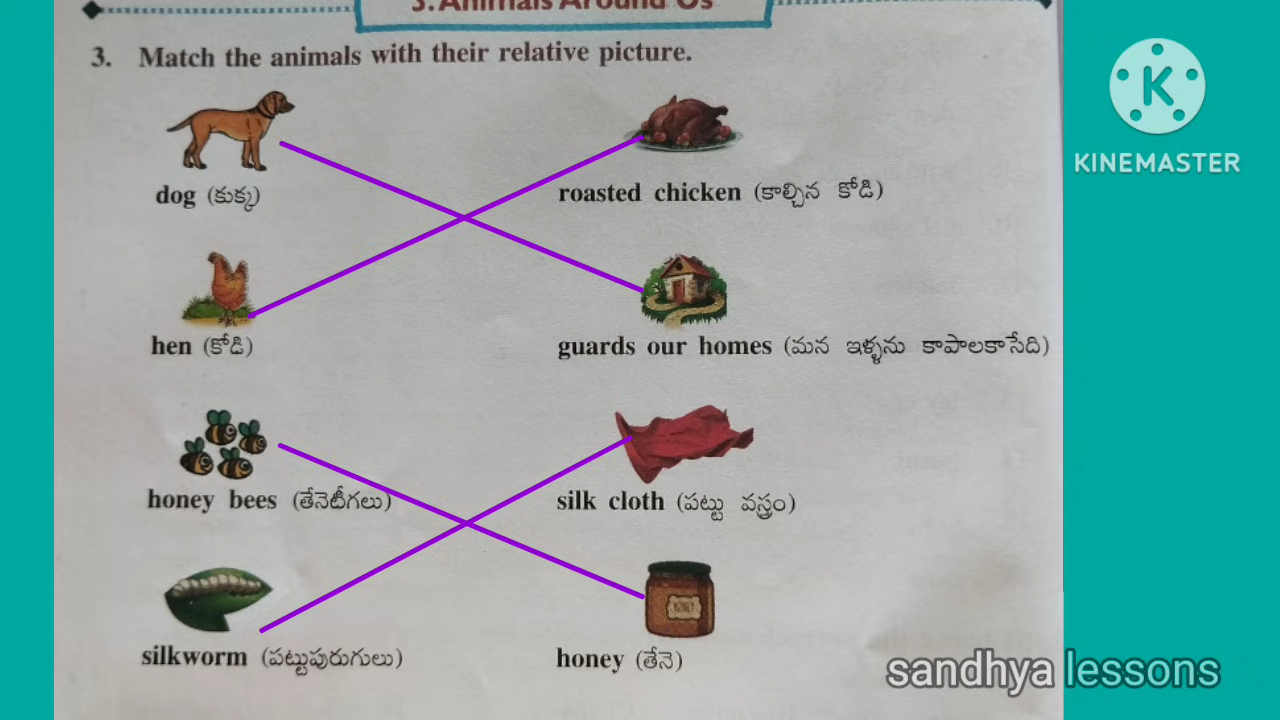 3. Animals Around Us
3. Match the animals with their relative picture.
dog (కుక్క)
roasted chicken (కాల్చిన కోడి)
hen (కోడి)
guards our homes (మన ఇళ్ళను కాపాలకాసేది)
honey bees (తేనెటీగలు)
silk cloth (పట్టు వస్త్రం)
HONEY
silkworm (పట్టుపురుగులు)
honey (తేనె)
K
KINEMASTER
sandhya lessons